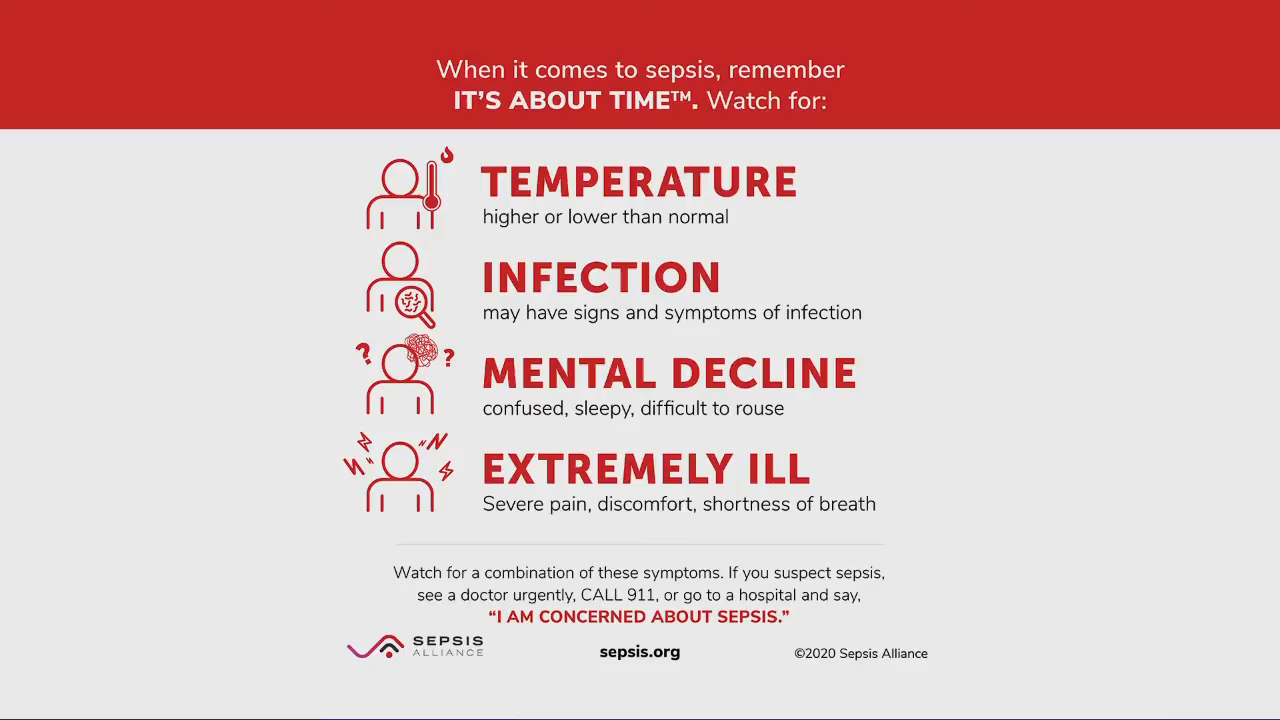 When it comes to sepsis, remember
IT'S ABOUT TIME™. Watch for:
TEMPERATURE
higher or lower than normal
INFECTION
may have signs and symptoms of infection
? ?
MENTAL DECLINE
confused, sleepy, difficult to rouse
EXTREMELY ILL
Severe pain, discomfort, shortness of breath
Watch for a combination of these symptoms. If you suspect sepsis,
see a doctor urgently, CALL 911, or go to a hospital and say,
“I AM CONCERNED ABOUT SEPSIS.”
SEPSIS
ALLIANCE
sepsis.org
©2020 Sepsis Alliance